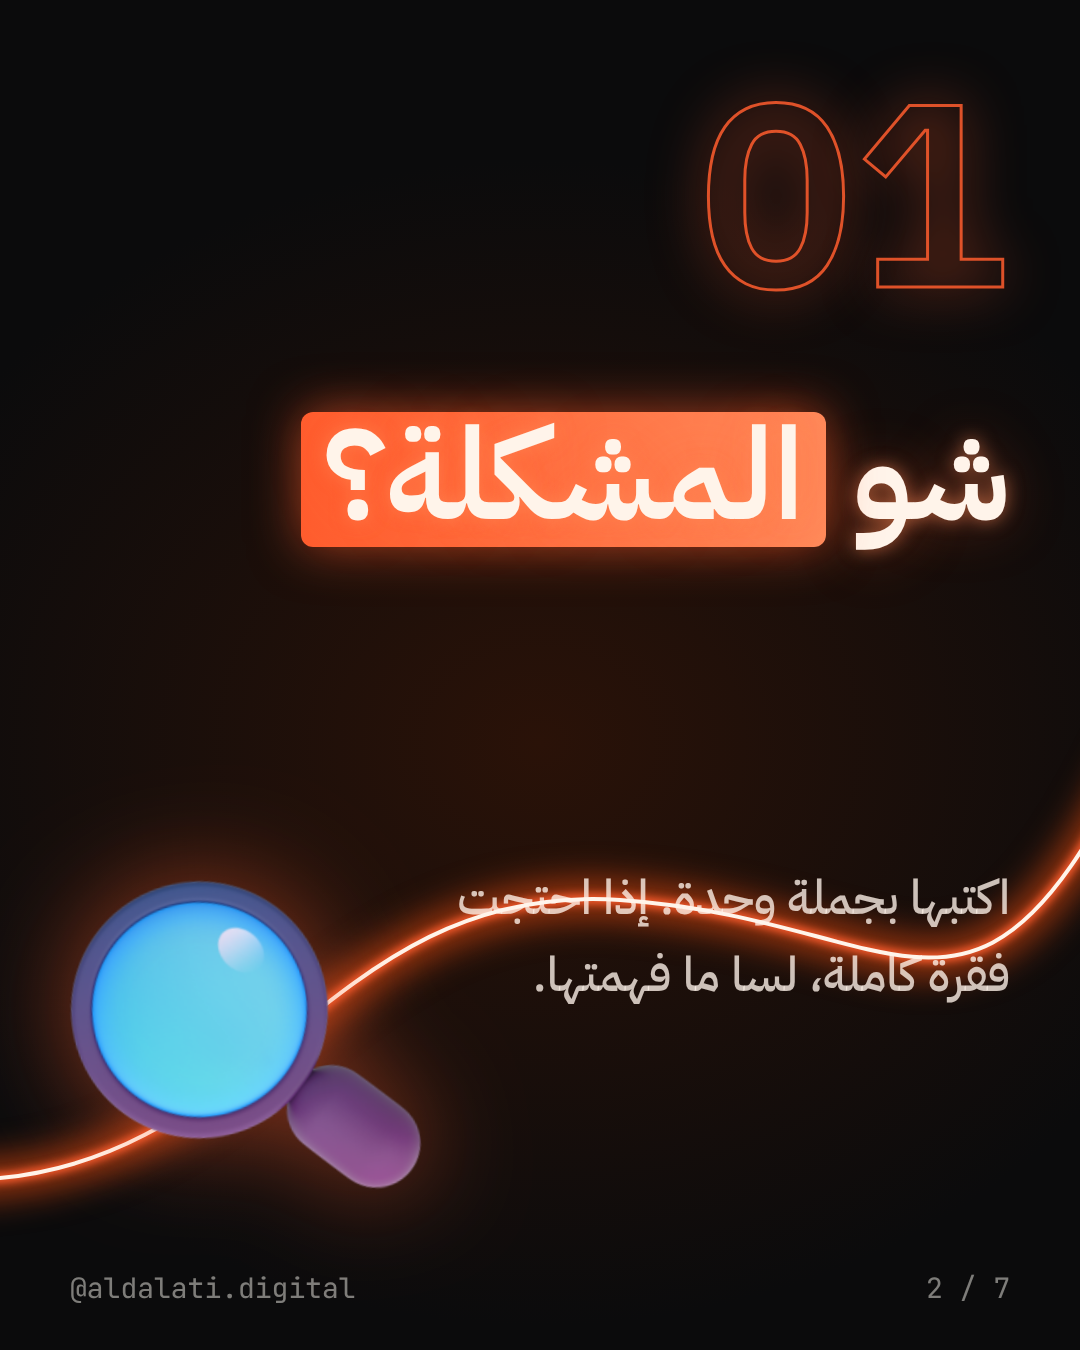 01
شو المشكلة؟
اكتبها بجملة وحدة. إذا احتجت
فقرة كاملة، لسا ما فهمتها.
@aldalati.digital
2 / 7